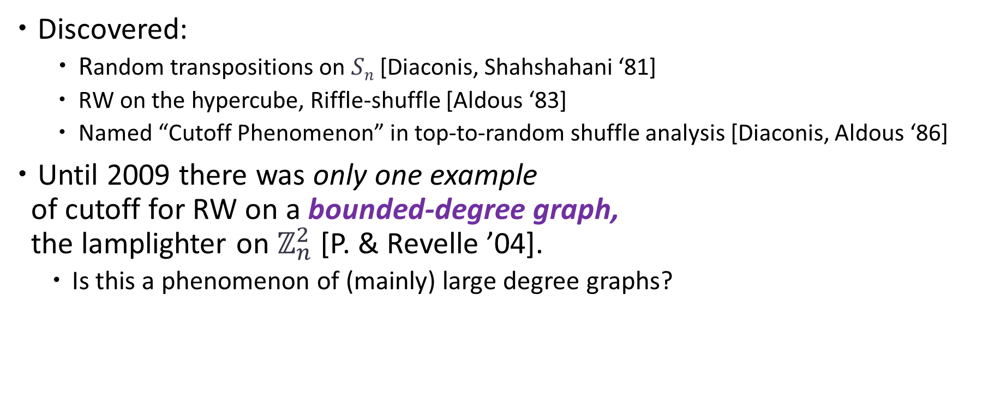 • Discovered:
• Random transpositions on $S_n$ [Diaconis, Shahshahani ‘81]
• RW on the hypercube, Riffle-shuffle [Aldous ‘83]
• Named “Cutoff Phenomenon” in top-to-random shuffle analysis [Diaconis, Aldous ‘86]
• Until 2009 there was only one example
of cutoff for RW on a bounded-degree graph,
the lamplighter on $\mathbb{Z}_n^2$ [P. & Revelle ’04].
• Is this a phenomenon of (mainly) large degree graphs?